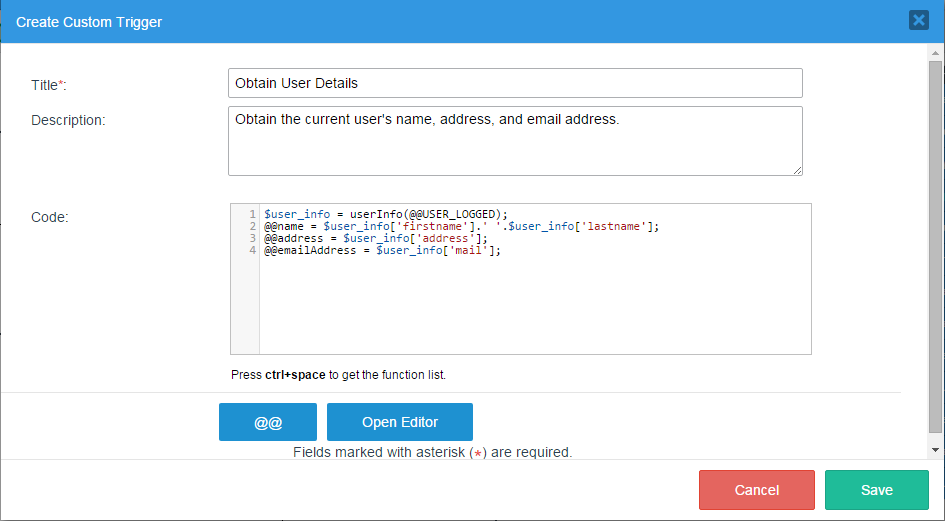 Create Custom Trigger
Title*:
Obtain User Details
Description:
Obtain the current user's name, address, and email address.
Code:
1 $user_info = userInfo(@@USER_LOGGED);
2 @@name = $user_info['firstname'].' '.$user_info['lastname'];
3 @@address = $user_info['address'];
4 @@emailAddress = $user_info['mail'];
Press ctrl+space to get the function list.
@@
Open Editor
Fields marked with asterisk (*) are required.
Cancel
Save